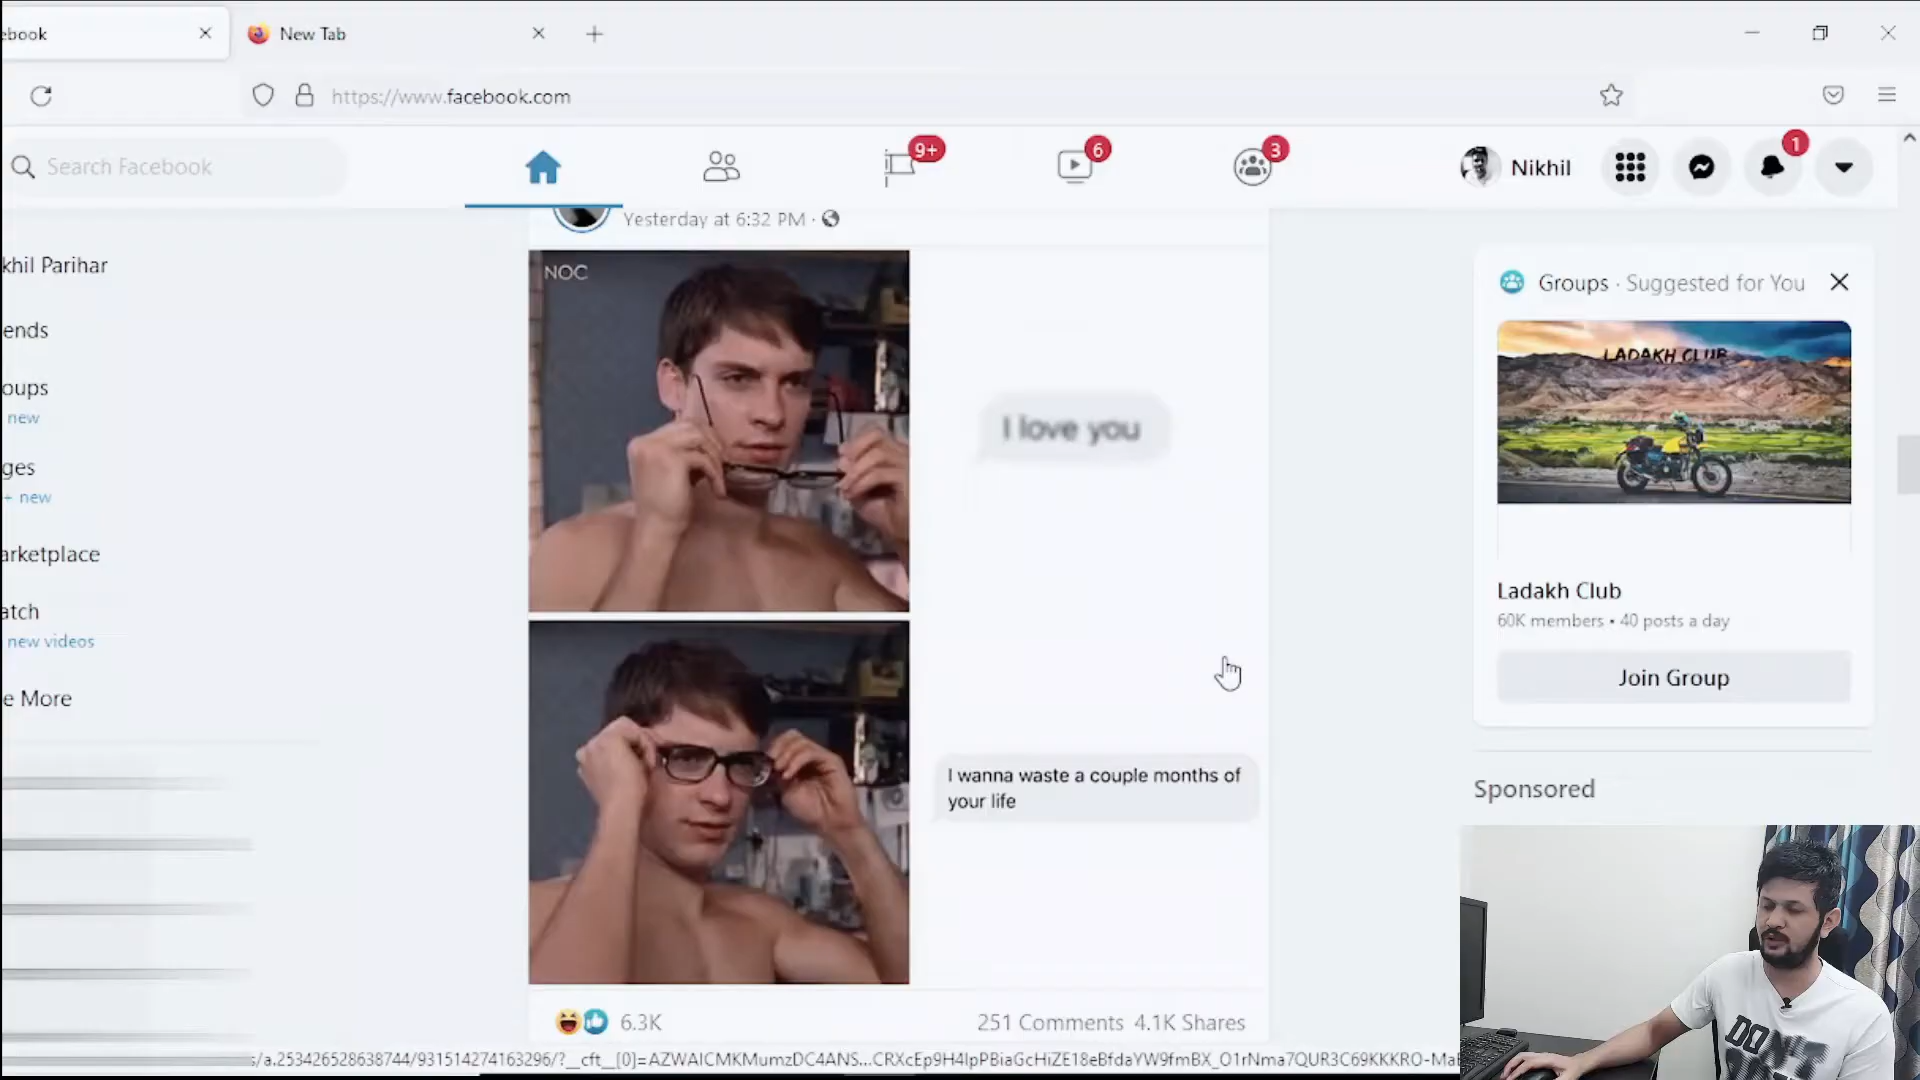 ebook
New Tab
https://www.facebook.com
Search Facebook
9+
6
3
Nikhil
1
Yesterday at 6:32 PM ·
khil Parihar
ends
oups
new
ges
+ new
arketplace
atch
new videos
e More
NOC
I love you
I wanna waste a couple months of
your life
6.3K
251 Comments 4.1K Shares
Groups · Suggested for You
LADAKH CLUB
Ladakh Club
60K members • 40 posts a day
Join Group
Sponsored
DO